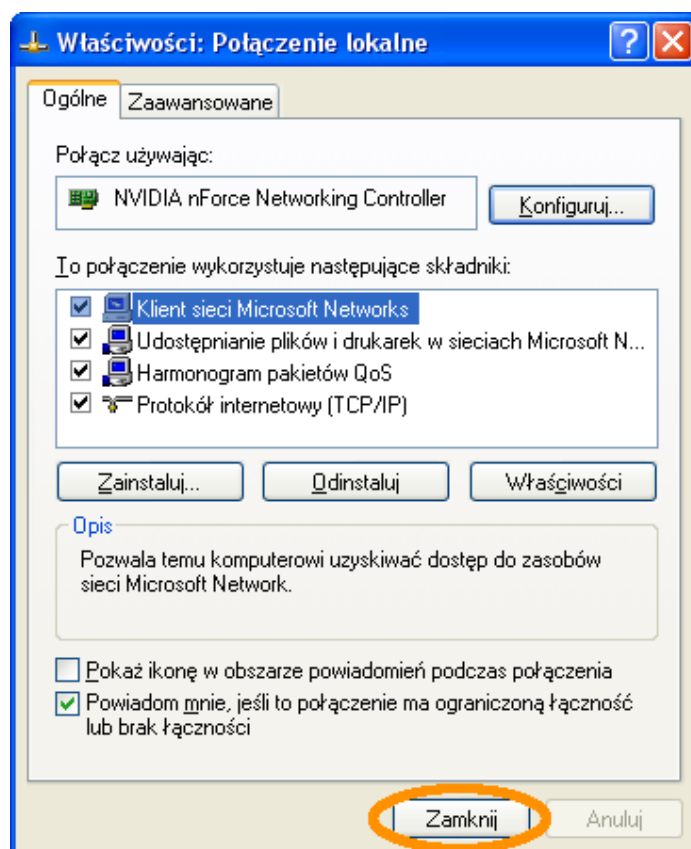 Właściwości: Połączenie lokalne
Ogólne
Zaawansowane
Połącz używając:
NVIDIA nForce Networking Controller
Konfiguruj...
To połączenie wykorzystuje następujące składniki:
Klient sieci Microsoft Networks
Udostępnianie plików i drukarek w sieciach Microsoft N...
Harmonogram pakietów QoS
Protokół internetowy (TCP/IP)
Zainstaluj...
Odinstaluj
Właściwości
Opis
Pozwala temu komputerowi uzyskiwać dostęp do zasobów
sieci Microsoft Network.
Pokaż ikonę w obszarze powiadomień podczas połączenia
Powiadom mnie, jeśli to połączenie ma ograniczoną łączność
lub brak łączności
Zamknij
Anuluj